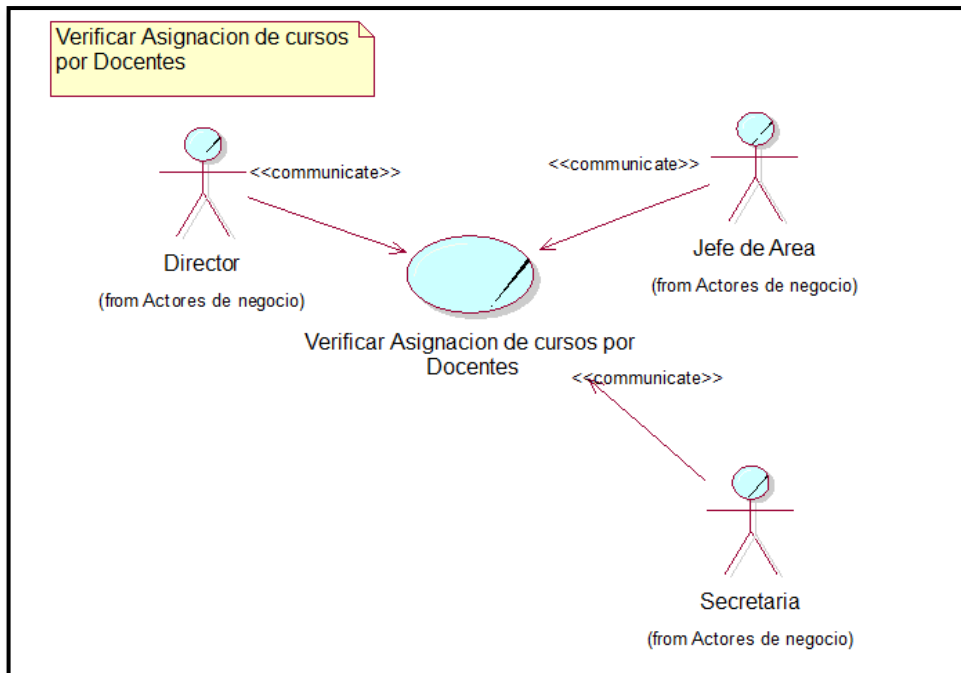 Verificar Asignacion de cursos
por Docentes
<<communicate>>
<<communicate>>
Director
(from Actores de negocio)
Jefe de Area
(from Actores de negocio)
Verificar Asignacion de cursos por
Docentes
<<communicate>>
Secretaria
(from Actores de negocio)